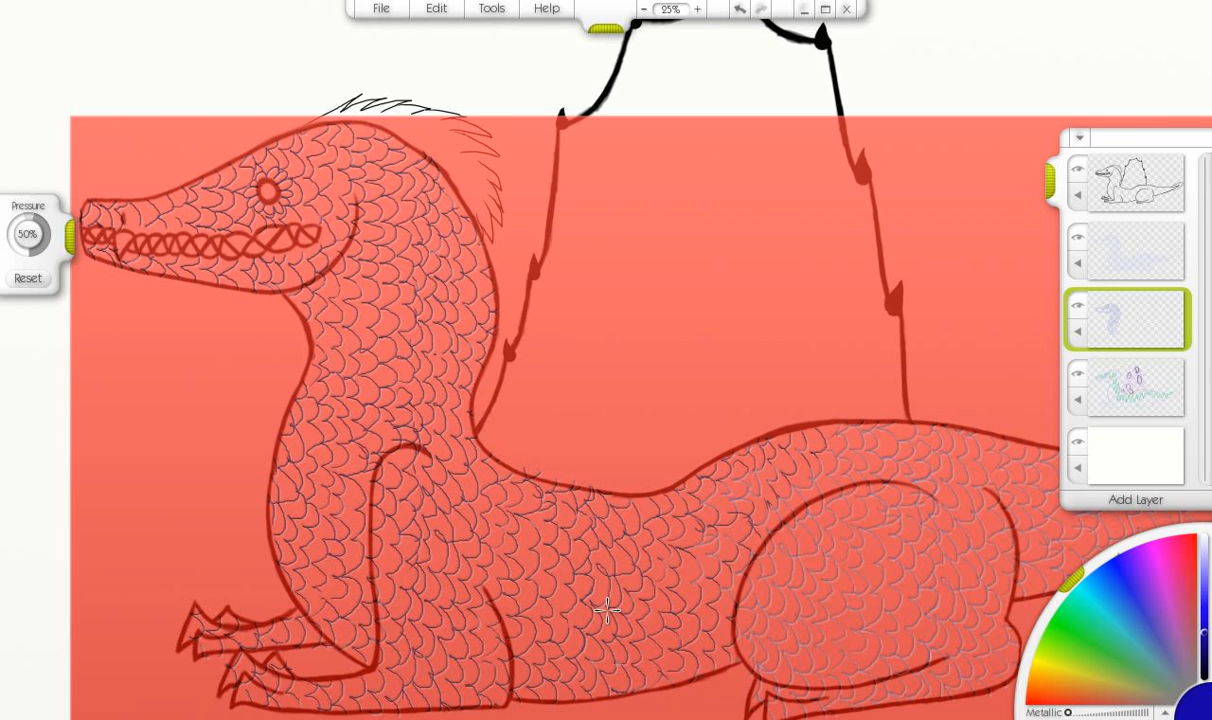 File Edit Tools Help - 25% +
Pressure
50%
Reset
Add Layer
Metallic